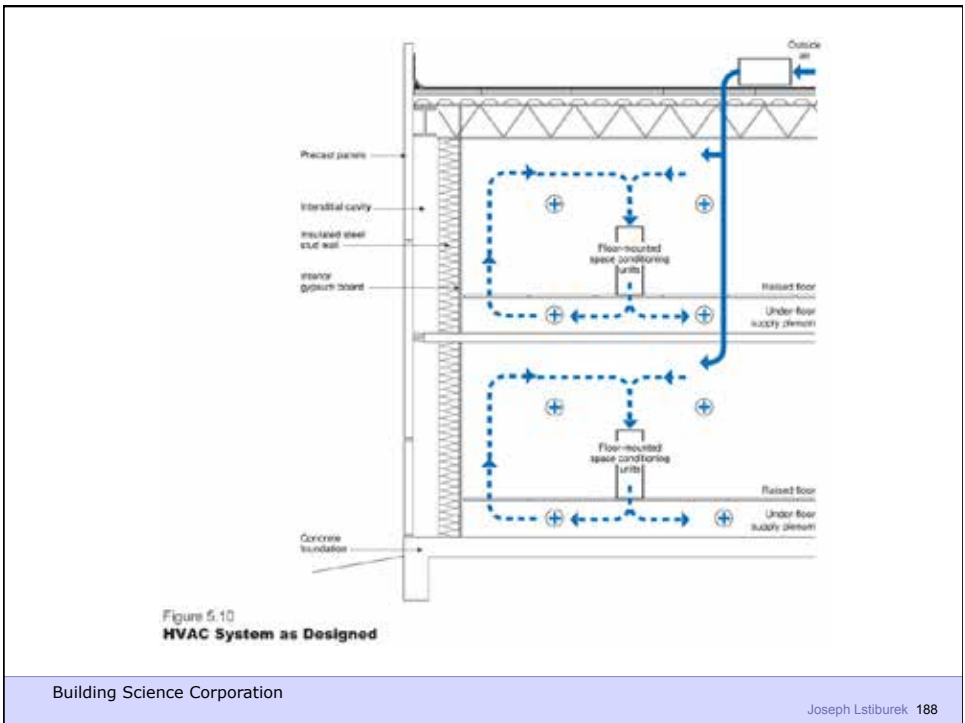 Outside
air
Precast panels
Interstitial cavity
Insulated steel
stud wall
Interior
gypsum board
Floor-mounted
space conditioning
units
Raised floor
Under-floor
supply plenum
Floor-mounted
space conditioning
units
Raised floor
Under-floor
supply plenum
Concrete
foundation
Figure 5.10
HVAC System as Designed
Building Science Corporation
Joseph Lstiburek 188